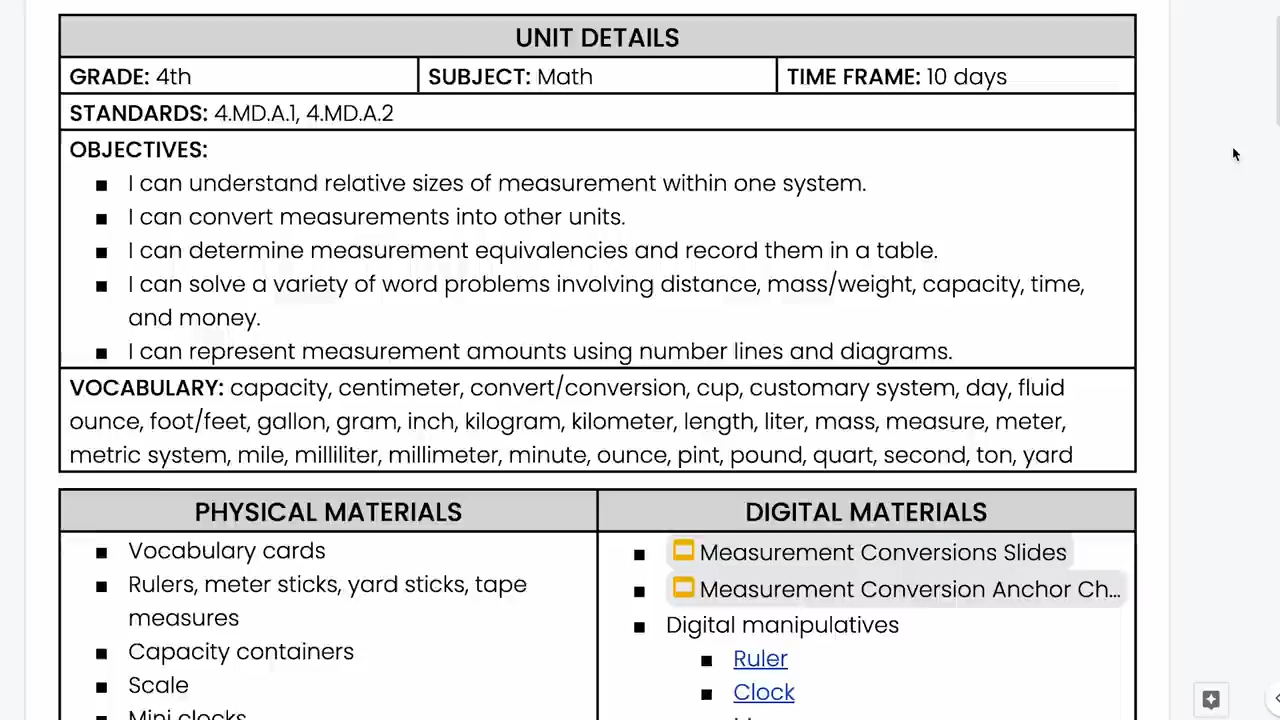 UNIT DETAILS
GRADE: 4th
SUBJECT: Math
TIME FRAME: 10 days
STANDARDS: 4.MD.A.1, 4.MD.A.2
OBJECTIVES:
■ I can understand relative sizes of measurement within one system.
■ I can convert measurements into other units.
■ I can determine measurement equivalencies and record them in a table.
■ I can solve a variety of word problems involving distance, mass/weight, capacity, time,
and money.
■ I can represent measurement amounts using number lines and diagrams.
VOCABULARY: capacity, centimeter, convert/conversion, cup, customary system, day, fluid
ounce, foot/feet, gallon, gram, inch, kilogram, kilometer, length, liter, mass, measure, meter,
metric system, mile, milliliter, millimeter, minute, ounce, pint, pound, quart, second, ton, yard
PHYSICAL MATERIALS
■ Vocabulary cards
■ Rulers, meter sticks, yard sticks, tape
measures
■ Capacity containers
■ Scale
Mini clocks
DIGITAL MATERIALS
■ Measurement Conversions Slides
■ Measurement Conversion Anchor Ch...
■ Digital manipulatives
■ Ruler
■ Clock